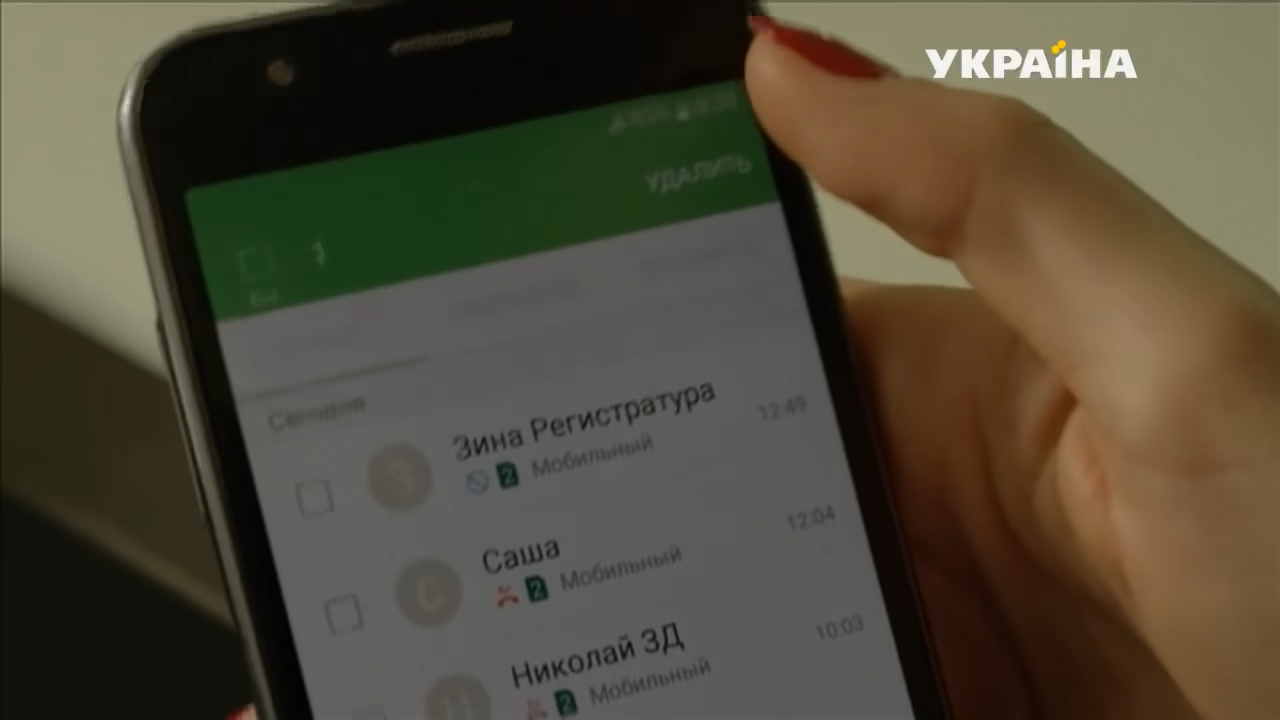 УКРАЇНА
УДАЛИТЬ
1
Сегодня
З
Зина Регистратура
12:49
2 Мобильный
С
Саша
12:04
2 Мобильный
Н
Николай ЗД
10:03
2 Мобильный